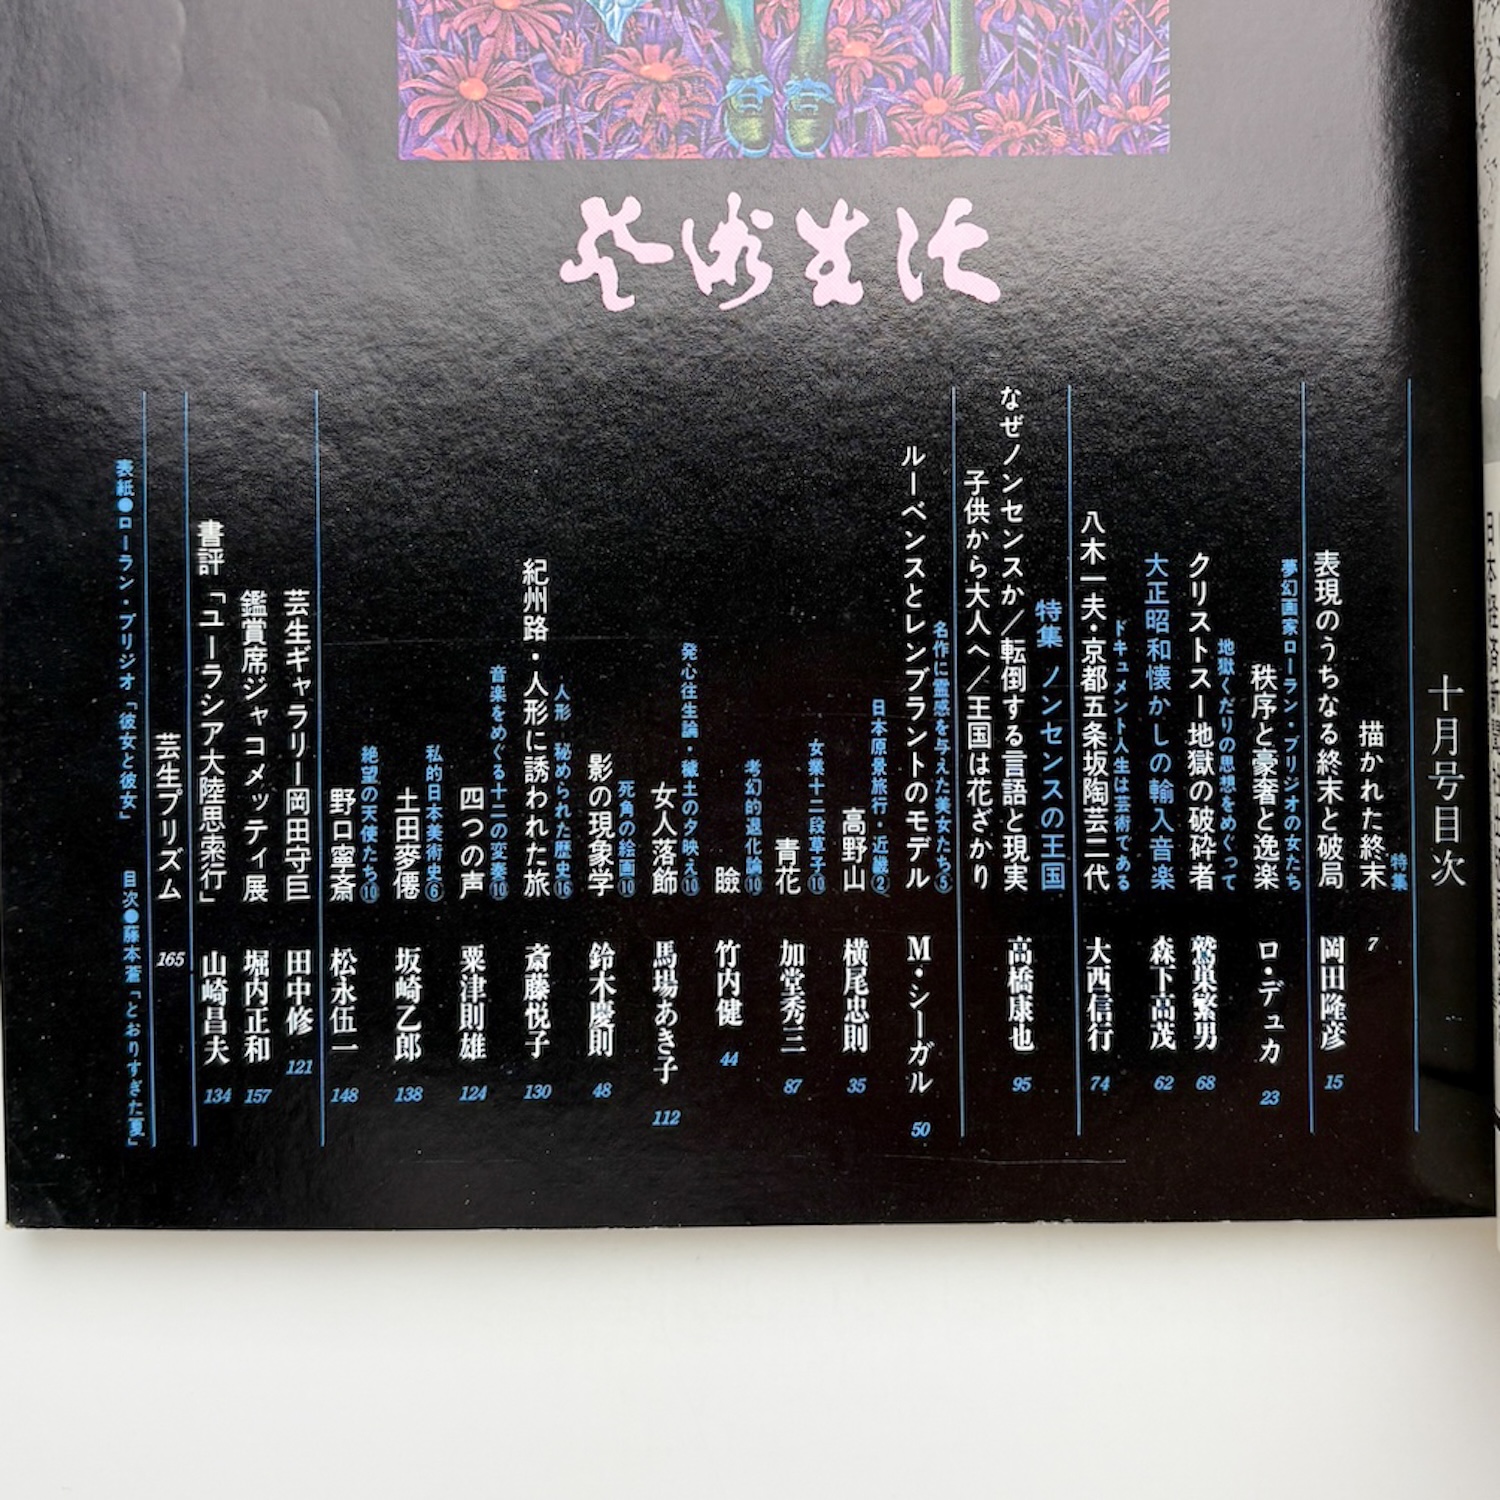 芸術生活
十月号目次
特集
描かれた終末 7
表現のうちなる終末と破局 岡田隆彦 15
夢幻画家ローラン・ブリジオの女たち
秩序と豪奢と逸楽 ロ・デュカ 23
地獄くだりの思想をめぐって
クリストスー地獄の破砕者 鷲巣繁男 68
大正昭和懐かしの輸入音楽 森下高茂 62
ドキュメント人生は芸術である
八木一夫・京都五条坂陶芸二代 大西信行 74
特集 ノンセンスの王国
なぜノンセンスか／転倒する言語と現実 高橋康也 95
子供から大人へ／王国は花ざかり
名作に霊感を与えた美女たち⑤
ルーベンスとレンブラントのモデル M・シーガル 50
日本原景旅行・近畿②
高野山 横尾忠則 35
女業十二段草子⑩
青花 加堂秀三 87
考幻的退化論⑩
瞼 竹内健 44
発心往生論・穢土の夕映え⑩
女人落飾 馬場あき子 112
死角の絵画⑩
影の現象学 鈴木慶則 48
人形 秘められた歴史⑯
紀州路・人形に誘われた旅 斎藤悦子 130
音楽をめぐる十二の変奏⑩
四つの声 粟津則雄 124
私的日本美術史⑥
土田麥僊 坂崎乙郎 138
絶望の天使たち⑩
野口寧斎 松永伍一 148
芸生ギャラリー岡田守巨 田中修 121
鑑賞席ジャコメッティ展 堀内正和 157
書評「ユーラシア大陸思索行」 山崎昌夫 134
芸生プリズム 165
表紙●ローラン・ブリジオ「彼女と彼女」 目次●藤本蒼「とおりすぎた夏」